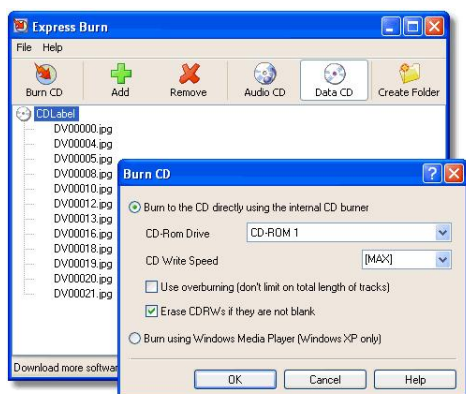 Express Burn
File Help
Burn CD Add Remove Audio CD Data CD Create Folder
CDLabel
DV00000.jpg
DV00004.jpg
DV00005.jpg
DV00008.jpg
DV00010.jpg
DV00012.jpg
DV00013.jpg
DV00016.jpg
DV00018.jpg
DV00019.jpg
DV00020.jpg
DV00021.jpg
Download more
Burn CD
Burn to the CD directly using the internal CD burner
CD-Rom Drive CD-ROM 1
CD Write Speed [MAX]
Use overburning (don't limit on total length of tracks)
Erase CDRWs if they are not blank
Burn using Windows Media Player (Windows XP only)
OK Cancel Help